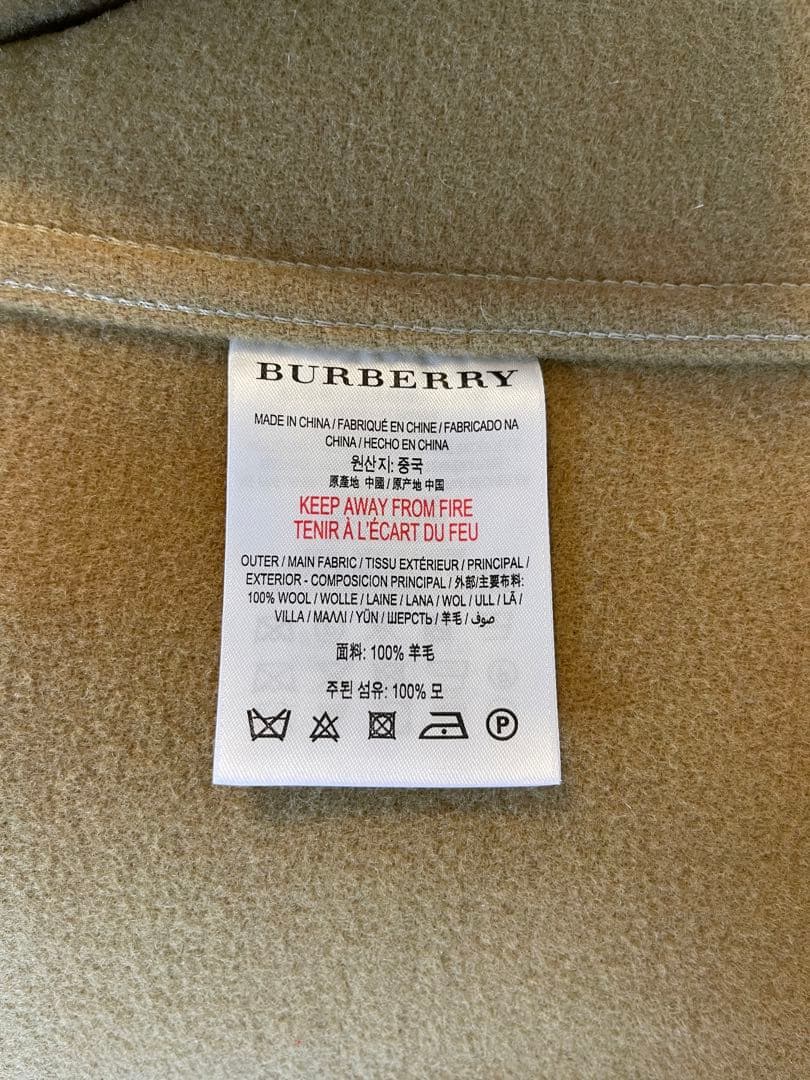 BURBERRY
MADE IN CHINA / FABRIQUÉ EN CHINE / FABRICADO NA
CHINA / HECHO EN CHINA
원산지: 중국
原產地 中國 / 原产地 中国
KEEP AWAY FROM FIRE
TENIR À L'ÉCART DU FEU
OUTER / MAIN FABRIC / TISSU EXTÉRIEUR / PRINCIPAL /
EXTERIOR - COMPOSICION PRINCIPAL / 外部/主要布料:
100% WOOL / WOLLE / LAINE / LANA / WOL / ULL / LÃ /
VILLA / ΜΑΛΛΙ / YÜN / ШЕРСТЬ / 羊毛 / صوف
面料: 100% 羊毛
주된 섬유: 100% 모
P